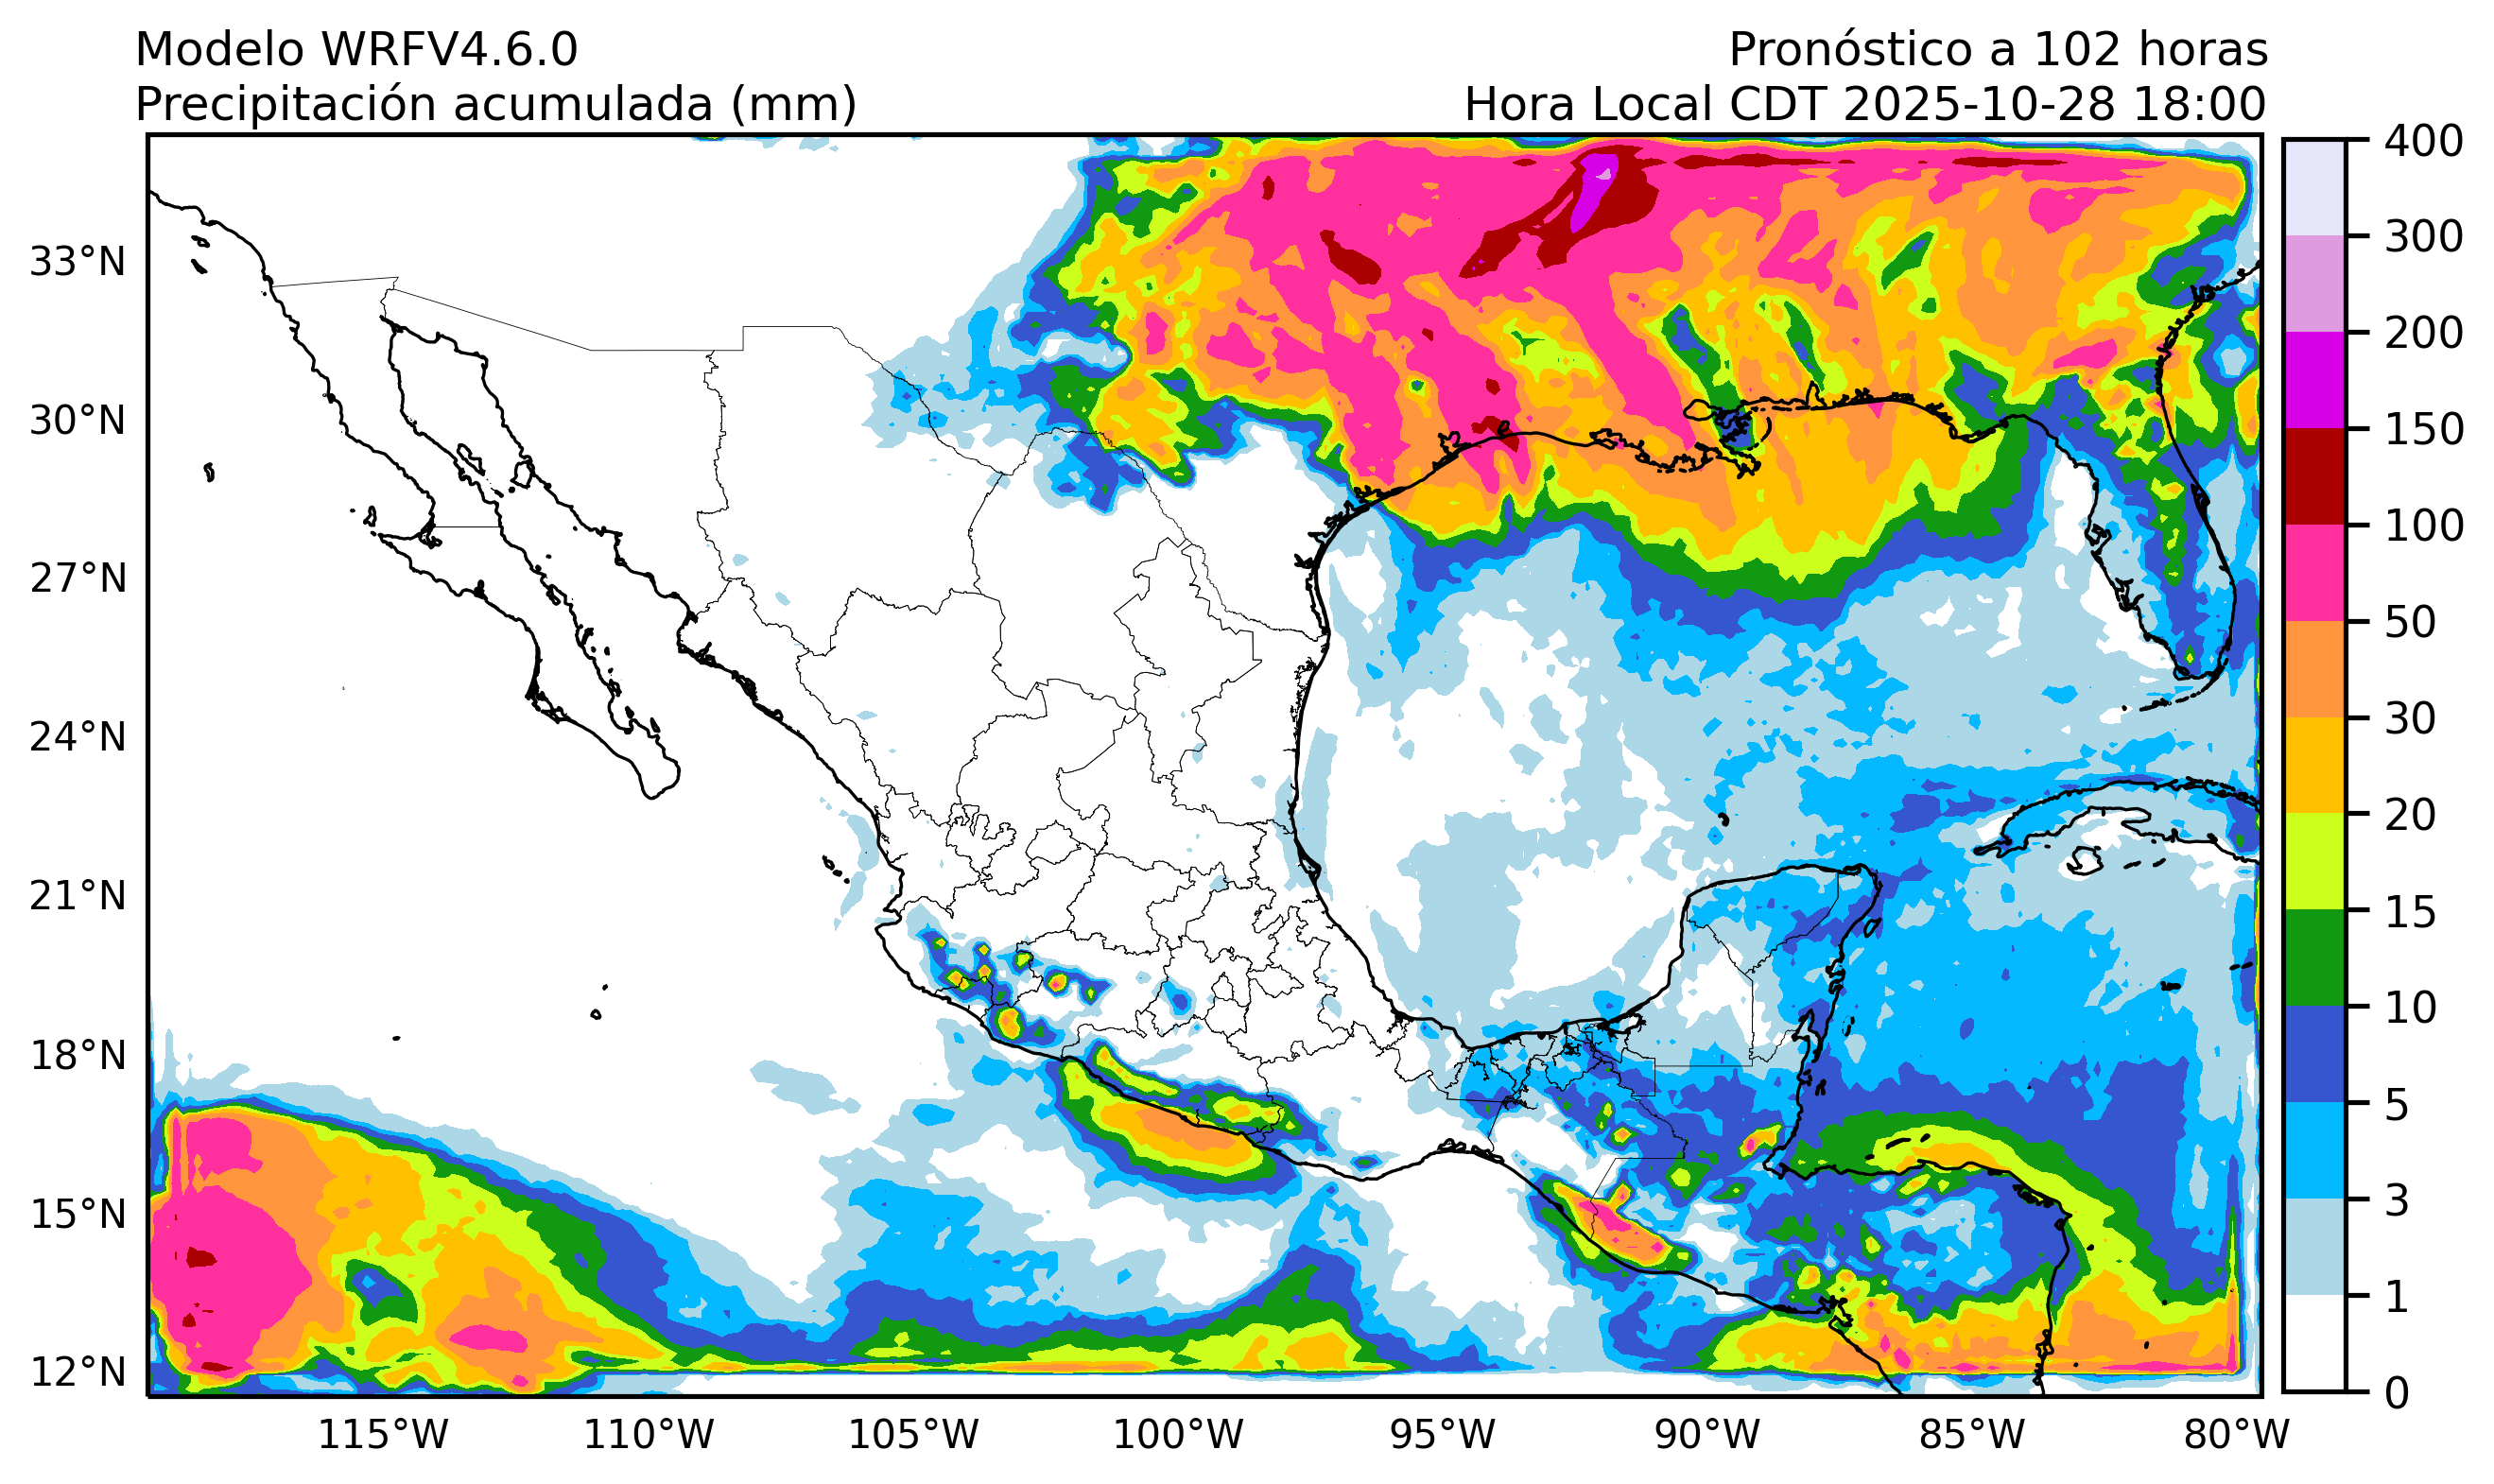 Modelo WRFV4.6.0
Pronóstico a 102 horas
Precipitación acumulada (mm)
Hora Local CDT 2025-10-28 18:00
400
300
200
150
100
50
30
20
15
10
5
3
1
0
33°N
30°N
27°N
24°N
21°N
18°N
15°N
12°N
115°W
110°W
105°W
100°W
95°W
90°W
85°W
80°W